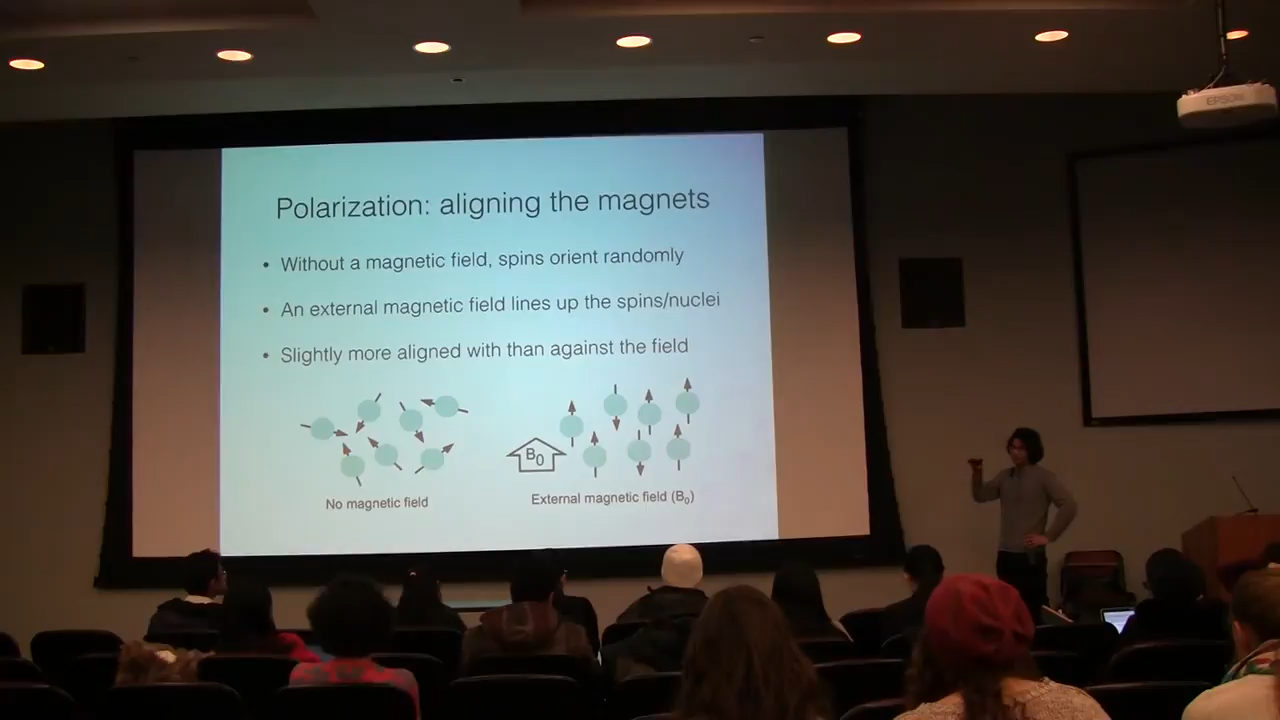 EPSON
Polarization: aligning the magnets
• Without a magnetic field, spins orient randomly
• An external magnetic field lines up the spins/nuclei
• Slightly more aligned with than against the field
B₀
No magnetic field
External magnetic field (B₀)